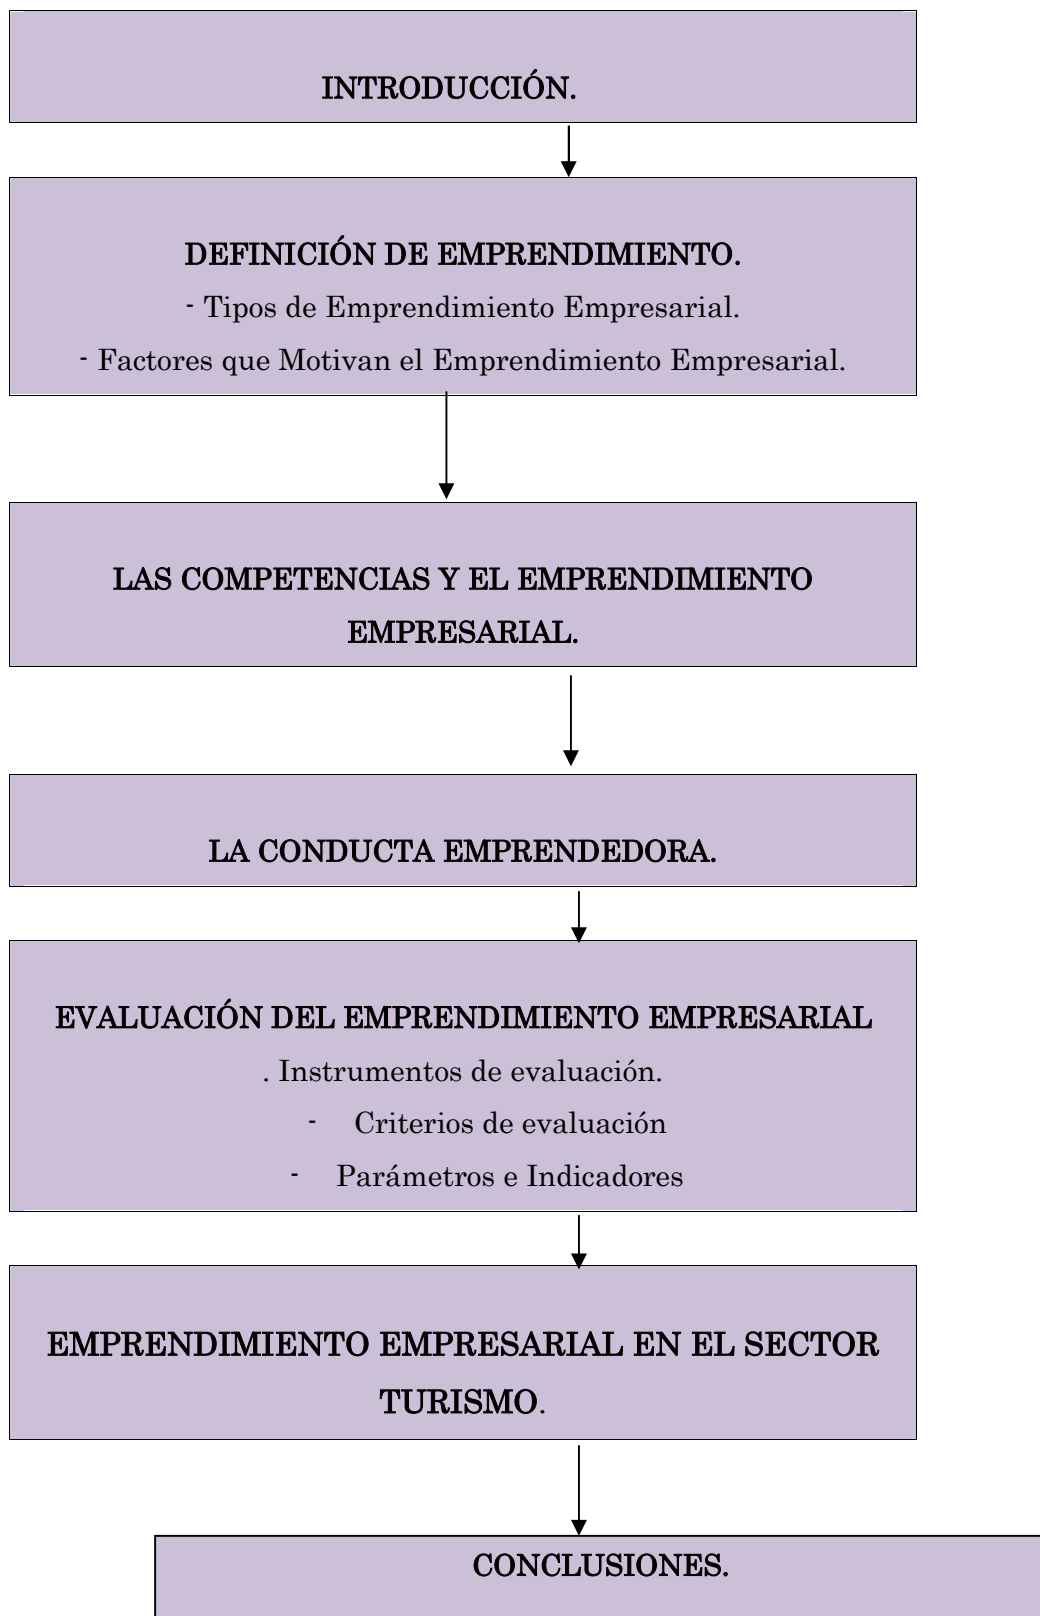 INTRODUCCIÓN.
DEFINICIÓN DE EMPRENDIMIENTO.
- Tipos de Emprendimiento Empresarial.
- Factores que Motivan el Emprendimiento Empresarial.
LAS COMPETENCIAS Y EL EMPRENDIMIENTO
EMPRESARIAL.
LA CONDUCTA EMPRENDEDORA.
EVALUACIÓN DEL EMPRENDIMIENTO EMPRESARIAL
. Instrumentos de evaluación.
- Criterios de evaluación
- Parámetros e Indicadores
EMPRENDIMIENTO EMPRESARIAL EN EL SECTOR
TURISMO.
CONCLUSIONES.